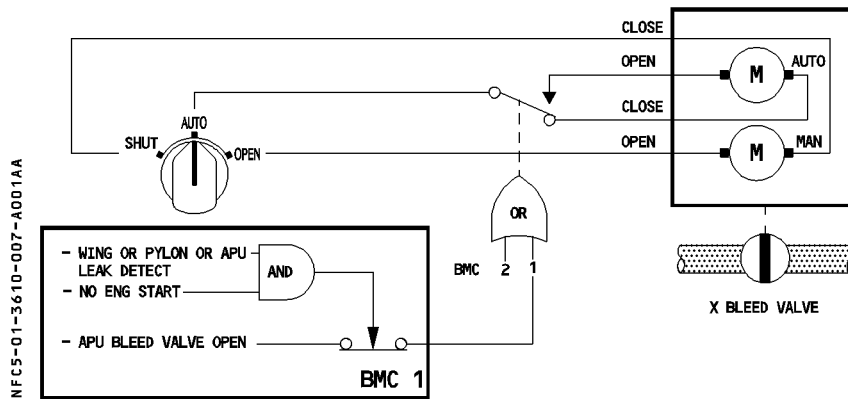 CLOSE
OPEN
M
AUTO
AUTO
CLOSE
SHUT
OPEN
OPEN
M
MAN
OR
- WING OR PYLON OR APU
LEAK DETECT
AND
BMC 2 1
- NO ENG START
X BLEED VALVE
- APU BLEED VALVE OPEN
BMC 1
NFC5-01-3610-007-A001AA